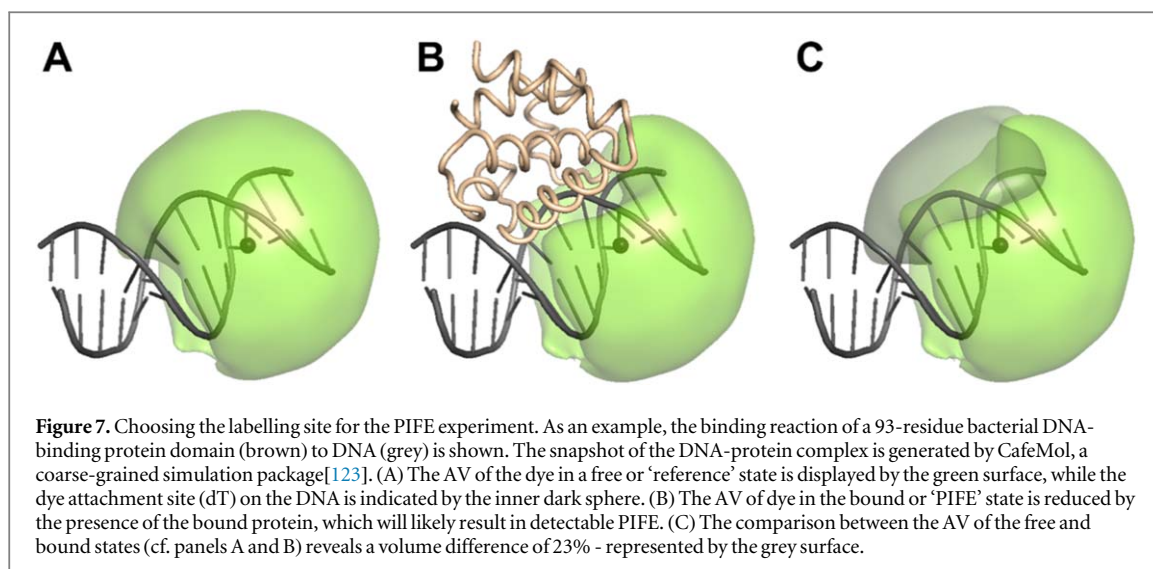 A B C
Figure 7. Choosing the labelling site for the PIFE experiment. As an example, the binding reaction of a 93-residue bacterial DNA-
binding protein domain (brown) to DNA (grey) is shown. The snapshot of the DNA-protein complex is generated by CafeMol, a
coarse-grained simulation package[123]. (A) The AV of the dye in a free or ‘reference’ state is displayed by the green surface, while the
dye attachment site (dT) on the DNA is indicated by the inner dark sphere. (B) The AV of dye in the bound or ‘PIFE’ state is reduced by
the presence of the bound protein, which will likely result in detectable PIFE. (C) The comparison between the AV of the free and
bound states (cf. panels A and B) reveals a volume difference of 23% - represented by the grey surface.